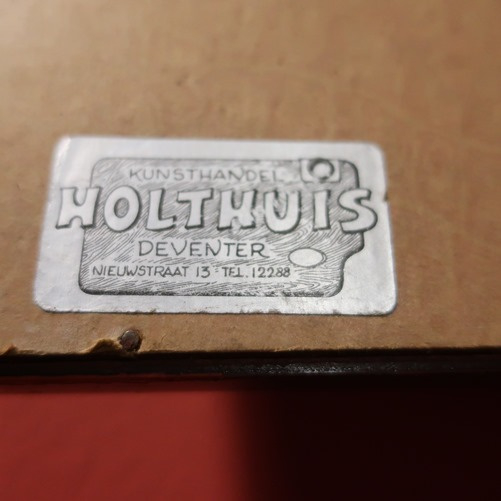 KUNSTHANDEL
HOLTHUIS
DEVENTER
NIEUWSTRAAT 13 - TEL. 12288